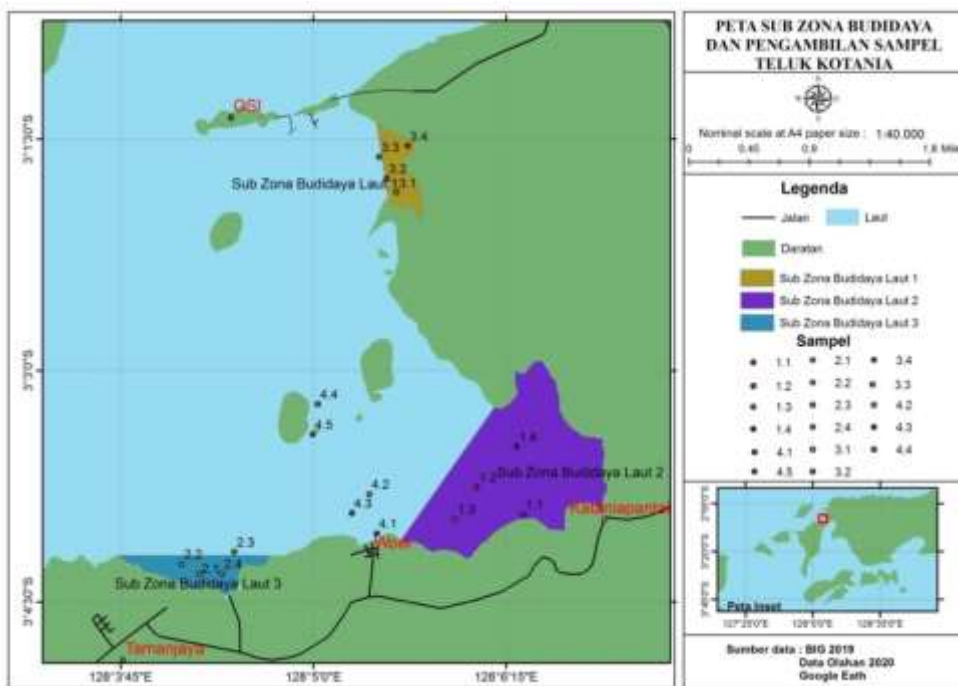 PETA SUB ZONA BUDIDAYA
DAN PENGAMBILAN SAMPEL
TELUK KOTANIA
Nominal scale at A4 paper size : 1:40.000
0 0.45 0.9 1.8 Mile
Legenda
Jalan
Laut
Daratan
Sub Zona Budidaya Laut 1
Sub Zona Budidaya Laut 2
Sub Zona Budidaya Laut 3
Sampel
1.1 2.1 3.4
1.2 2.2 3.3
1.3 2.3 4.2
1.4 2.4 4.3
4.1 3.1 4.4
4.5 3.2
Peta Inset
Sumber data : BIG 2019
Data Olahan 2020
Google Eath
OSI
3.4
3.3
3.2
Sub Zona Budidaya Laut 13.1
4.4
4.5
Sub Zona Budidaya Laut 2
1.2
1.3
1.1
4.2
4.3
4.1
2.3
2.2
2.4
Sub Zona Budidaya Laut 3
Tamanjaya
3°1'30"S
3°3'0"S
3°4'30"S
128°3'45"E
128°5'0"E
128°6'15"E